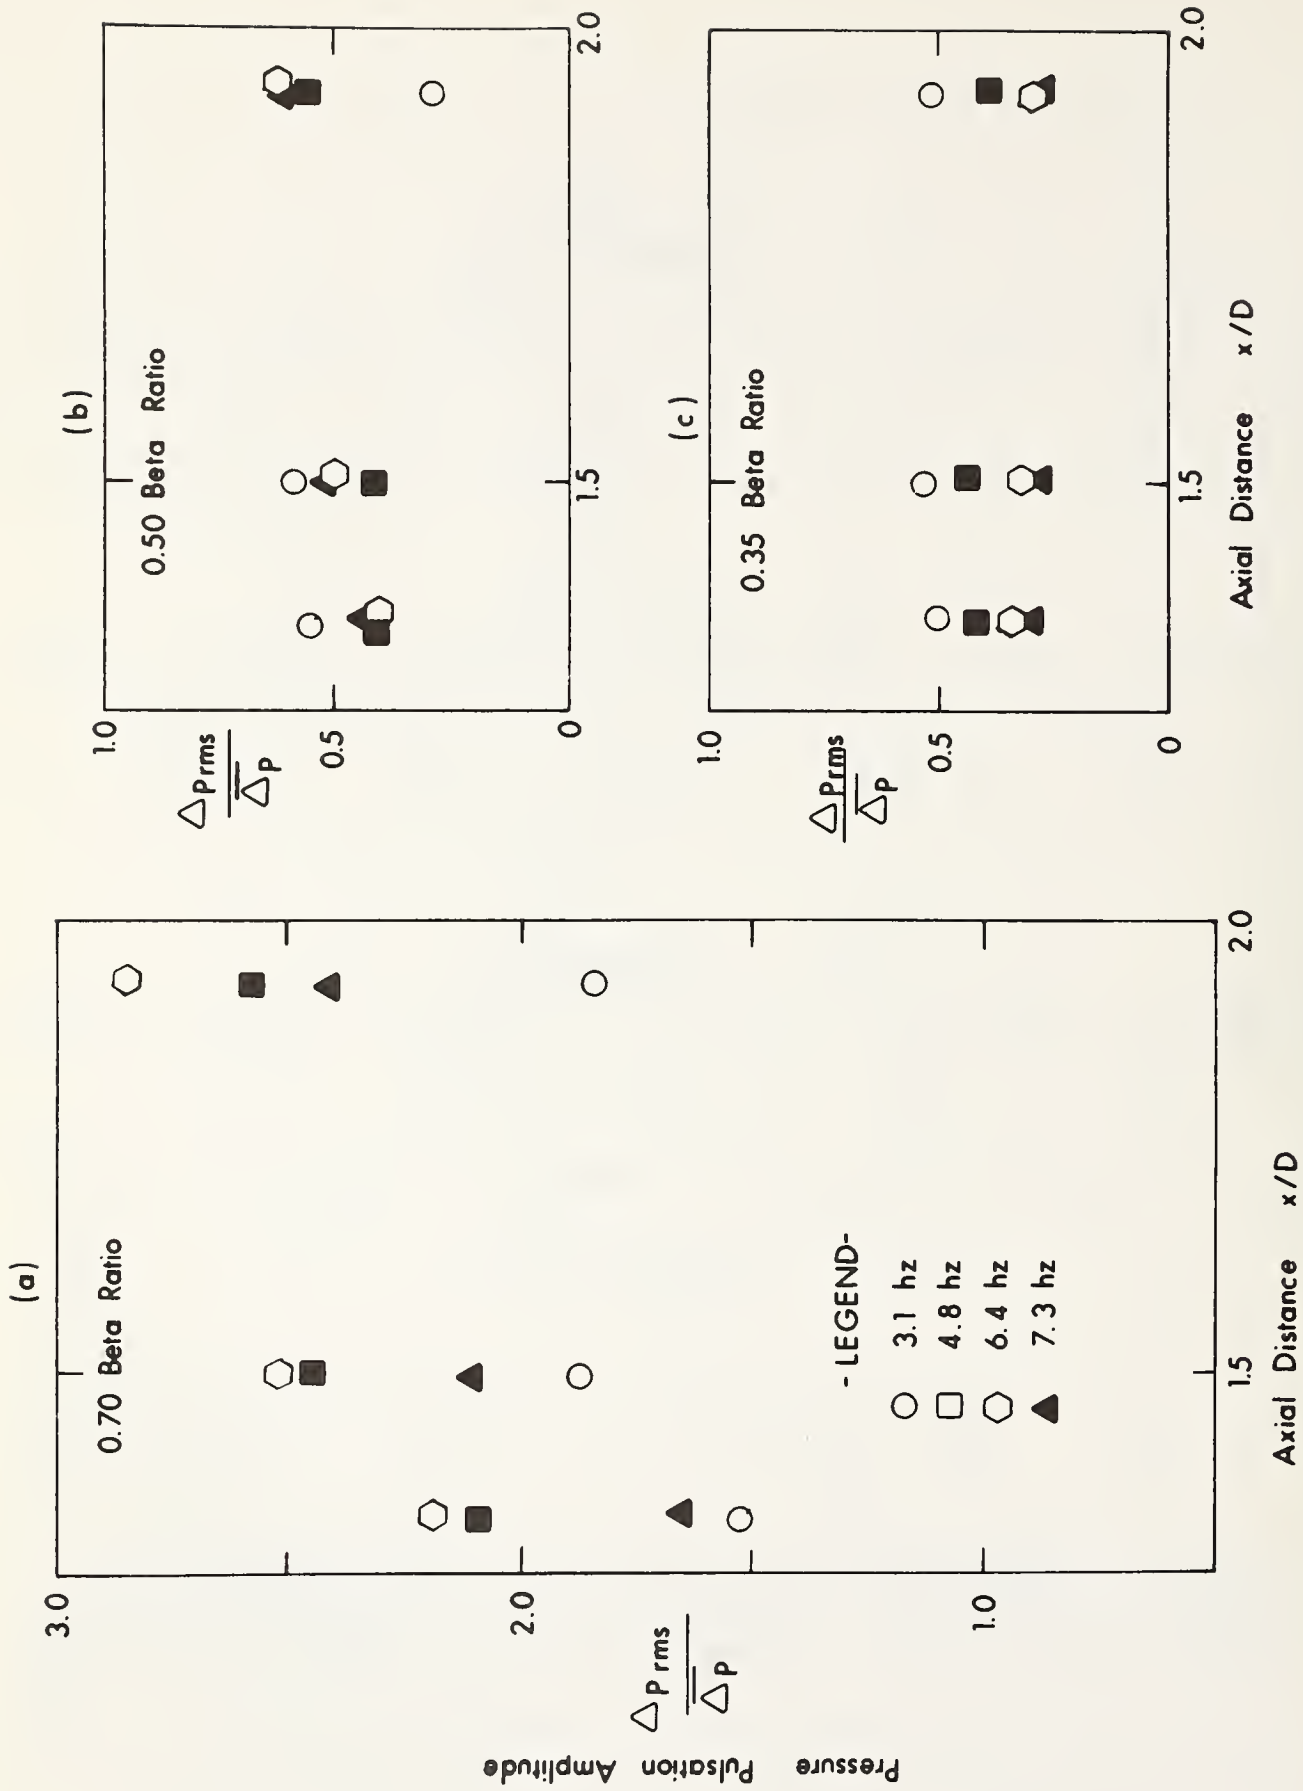 (a)
0.70 Beta Ratio
3.0
2.0
1.0
Pressure
Pulsation Amplitude
△Prms
△P
- LEGEND-
3.1 hz
4.8 hz
6.4 hz
7.3 hz
1.5
2.0
Axial Distance x/D
(b)
0.50 Beta Ratio
1.0
△Prms
△P
0.5
0
1.5
2.0
(c)
0.35 Beta Ratio
1.0
△Prms
△P
0.5
0
1.5
2.0
Axial Distance x/D